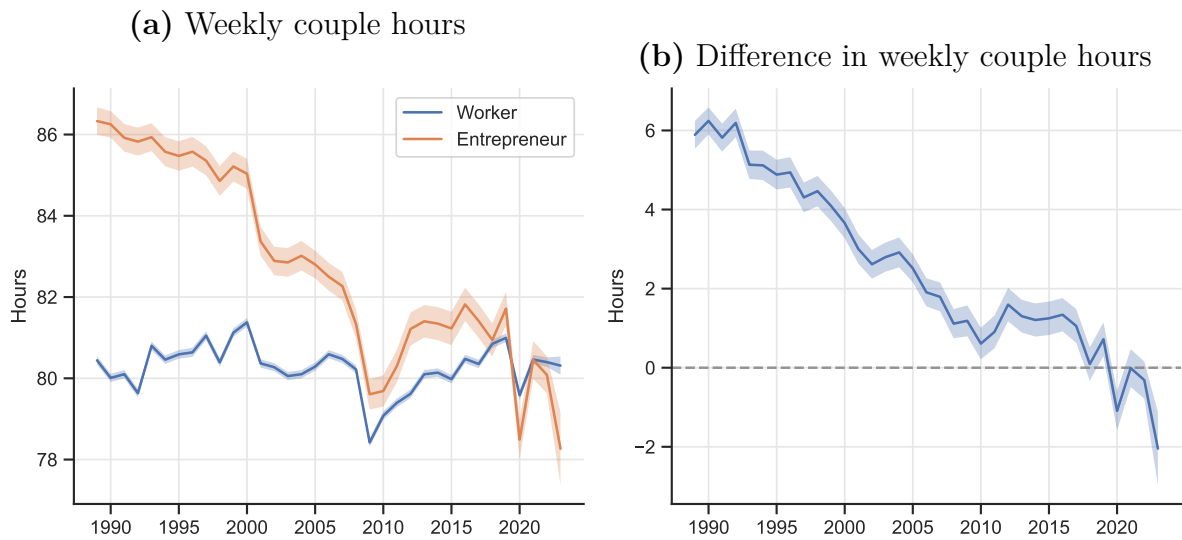 (a) Weekly couple hours
Worker
Entrepreneur
Hours
86
84
82
80
78
1990 1995 2000 2005 2010 2015 2020
(b) Difference in weekly couple hours
Hours
6
4
2
0
−2
1990 1995 2000 2005 2010 2015 2020